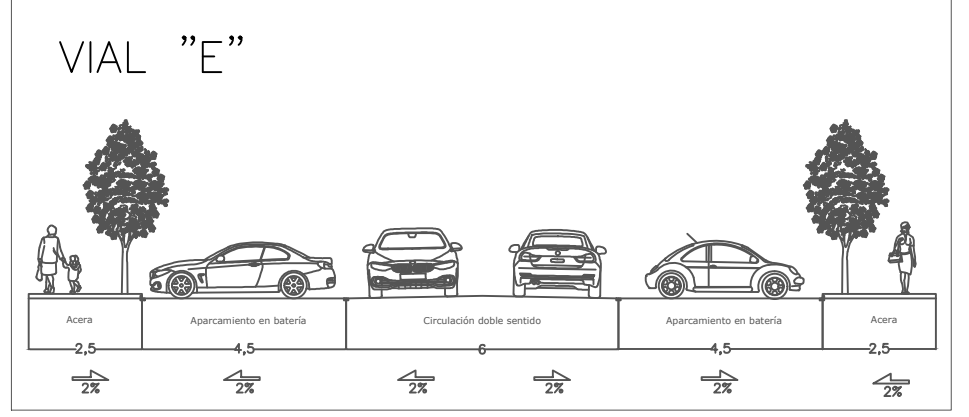 VIAL "E"
Acera Aparcamiento en batería Circulación doble sentido Aparcamiento en batería Acera
2,5 4,5 6 4,5 2,5
2% 2% 2% 2% 2% 2%